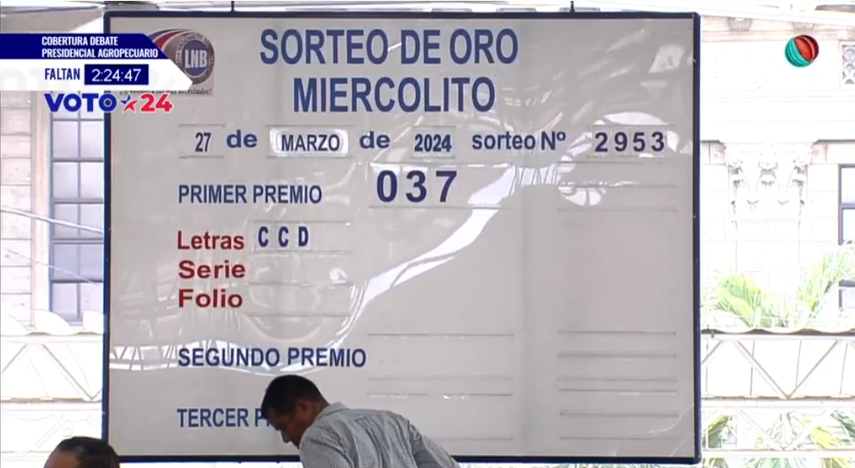 COBERTURA DEBATE
PRESIDENCIAL AGROPECUARIO
FALTAN 2:24:47
VOTO 24
LNB
SORTEO DE ORO
MIERCOLITO
27 de MARZO de 2024 sorteo Nº 2953
PRIMER PREMIO 037
Letras CCD
Serie
Folio
SEGUNDO PREMIO
TERCER P